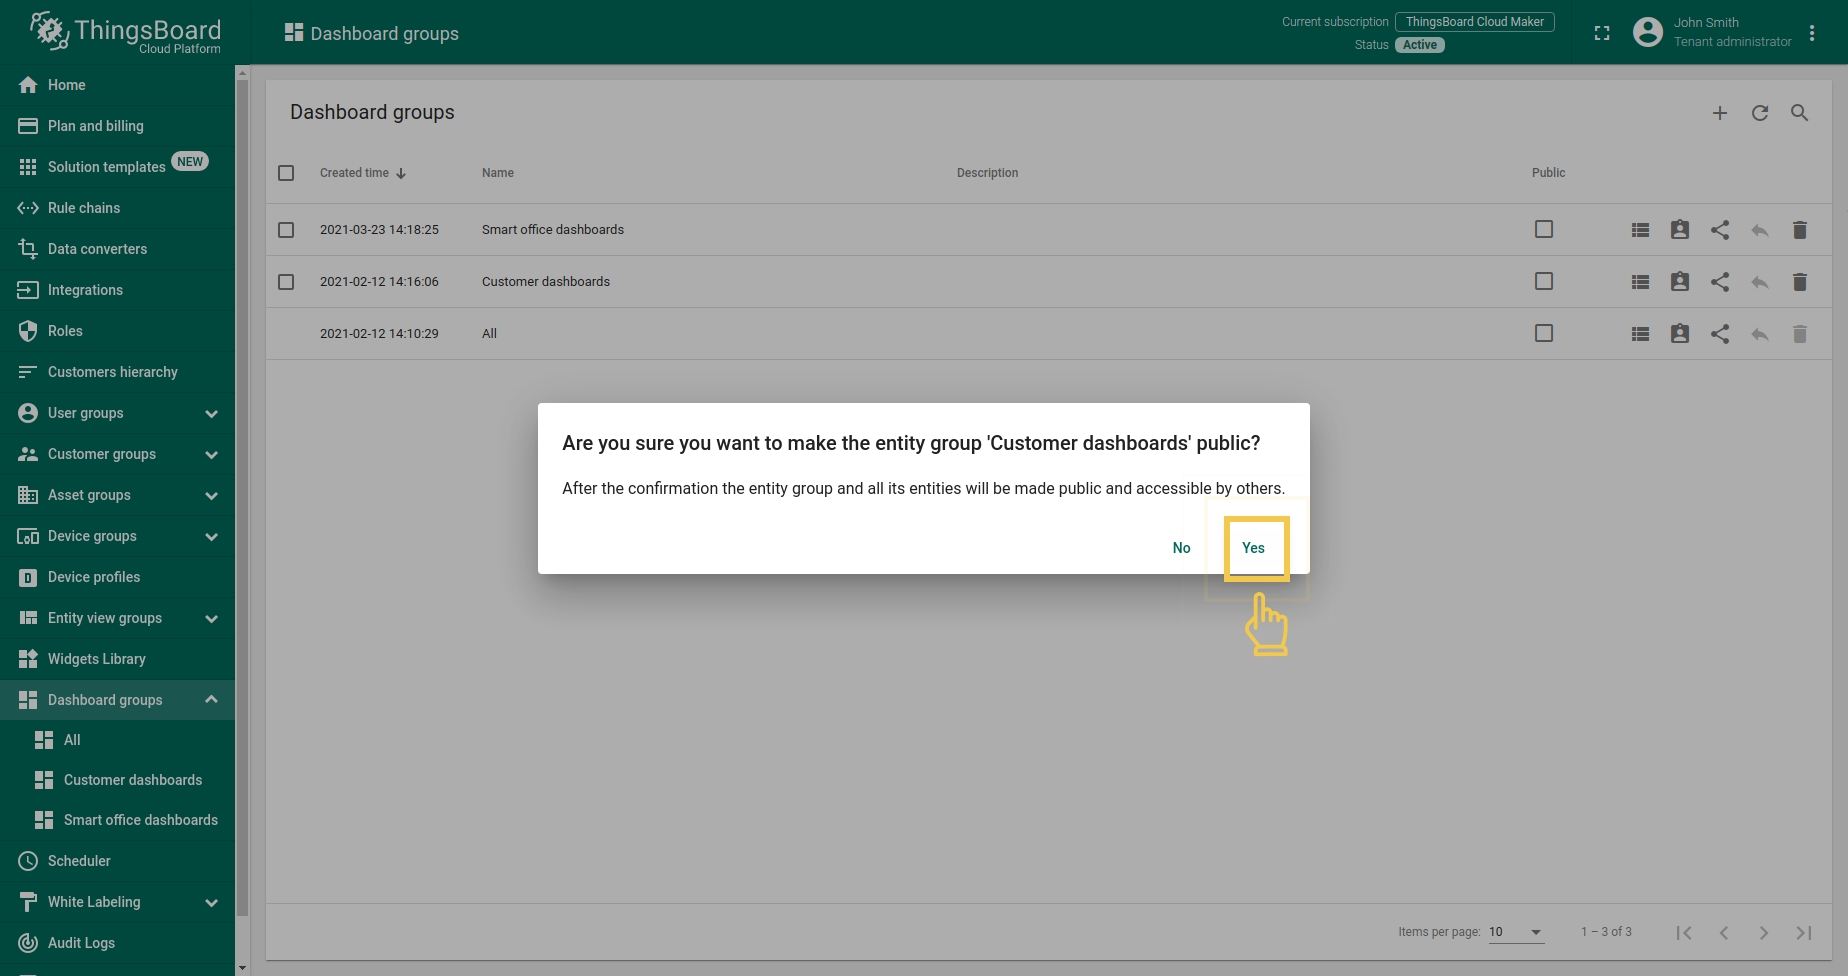 ThingsBoard
Cloud Platform
Dashboard groups
Current subscription ThingsBoard Cloud Maker
Status Active
John Smith
Tenant administrator
Home
Plan and billing
Solution templates NEW
Rule chains
Data converters
Integrations
Roles
Customers hierarchy
User groups
Customer groups
Asset groups
Device groups
Device profiles
Entity view groups
Widgets Library
Dashboard groups
All
Customer dashboards
Smart office dashboards
Scheduler
White Labeling
Audit Logs
Dashboard groups
Created time Name Description Public
2021-03-23 14:18:25 Smart office dashboards
2021-02-12 14:16:06 Customer dashboards
2021-02-12 14:10:29 All
Are you sure you want to make the entity group 'Customer dashboards' public?
After the confirmation the entity group and all its entities will be made public and accessible by others.
No Yes
Items per page: 10 1 – 3 of 3